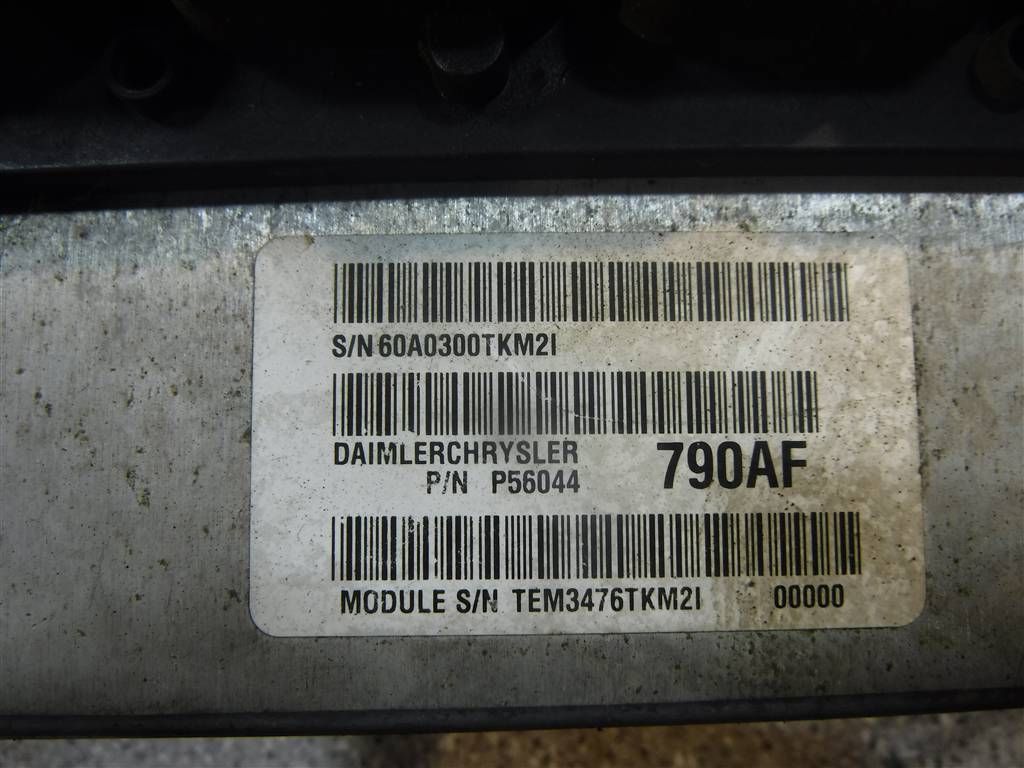 S/N 60A0300TKM2I
DAIMLERCHRYSLER 790AF
P/N P56044
MODULE S/N TEM3476TKM2I 00000